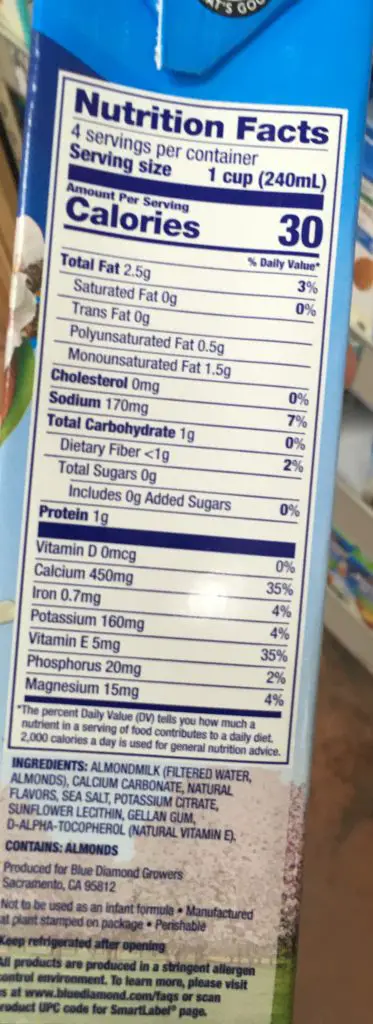 AT'S GOO
Nutrition Facts
4 servings per container
Serving size 1 cup (240mL)
Amount Per Serving
Calories 30
% Daily Value*
Total Fat 2.5g 3%
Saturated Fat 0g 0%
Trans Fat 0g
Polyunsaturated Fat 0.5g
Monounsaturated Fat 1.5g
Cholesterol 0mg 0%
Sodium 170mg 7%
Total Carbohydrate 1g 0%
Dietary Fiber <1g 2%
Total Sugars 0g
Includes 0g Added Sugars 0%
Protein 1g
Vitamin D 0mcg 0%
Calcium 450mg 35%
Iron 0.7mg 4%
Potassium 160mg 4%
Vitamin E 5mg 35%
Phosphorus 20mg 2%
Magnesium 15mg 4%
*The percent Daily Value (DV) tells you how much a
nutrient in a serving of food contributes to a daily diet.
2,000 calories a day is used for general nutrition advice.
INGREDIENTS: ALMONDMILK (FILTERED WATER,
ALMONDS), CALCIUM CARBONATE, NATURAL
FLAVORS, SEA SALT, POTASSIUM CITRATE,
SUNFLOWER LECITHIN, GELLAN GUM,
D-ALPHA-TOCOPHEROL (NATURAL VITAMIN E).
CONTAINS: ALMONDS
Produced for Blue Diamond Growers
Sacramento, CA 95812
Not to be used as an infant formula • Manufactured
at plant stamped on package • Perishable
Keep refrigerated after opening
All products are produced in a stringent allergen
control environment. To learn more, please visit
us at www.bluediamond.com/faqs or scan
product UPC code for SmartLabel® page.